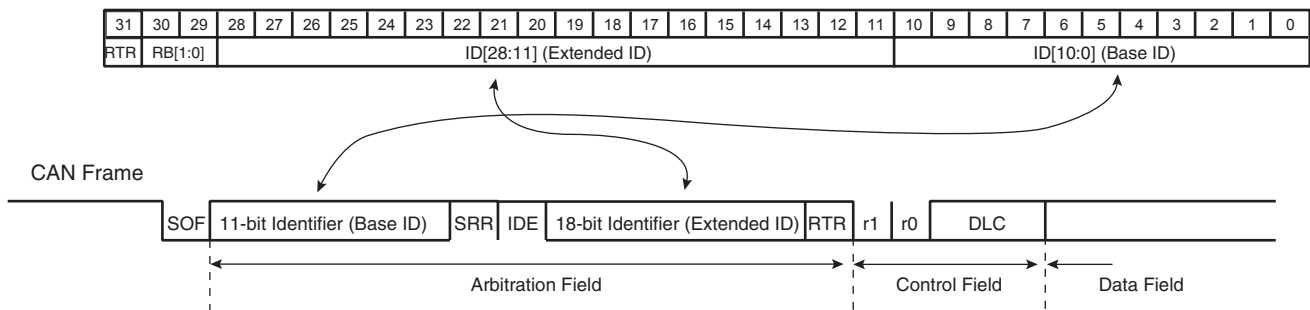 31 30 29 28 27 26 25 24 23 22 21 20 19 18 17 16 15 14 13 12 11 10 9 8 7 6 5 4 3 2 1 0
RTR RB[1:0] ID[28:11] (Extended ID) ID[10:0] (Base ID)
CAN Frame
SOF 11-bit Identifier (Base ID) SRR IDE 18-bit Identifier (Extended ID) RTR r1 r0 DLC
Arbitration Field Control Field Data Field